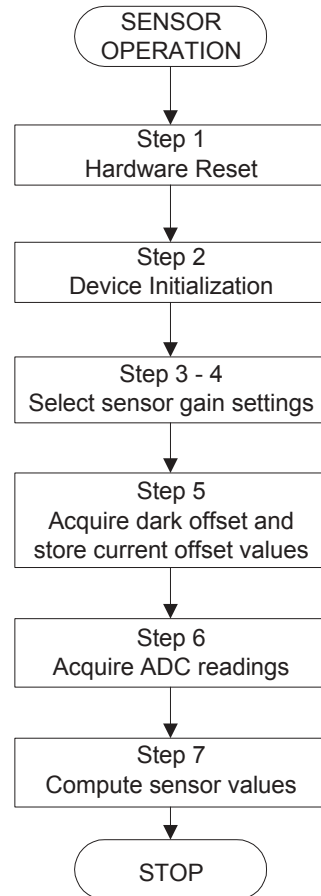 SENSOR
OPERATION
Step 1
Hardware Reset
Step 2
Device Initialization
Step 3 - 4
Select sensor gain settings
Step 5
Acquire dark offset and
store current offset values
Step 6
Acquire ADC readings
Step 7
Compute sensor values
STOP